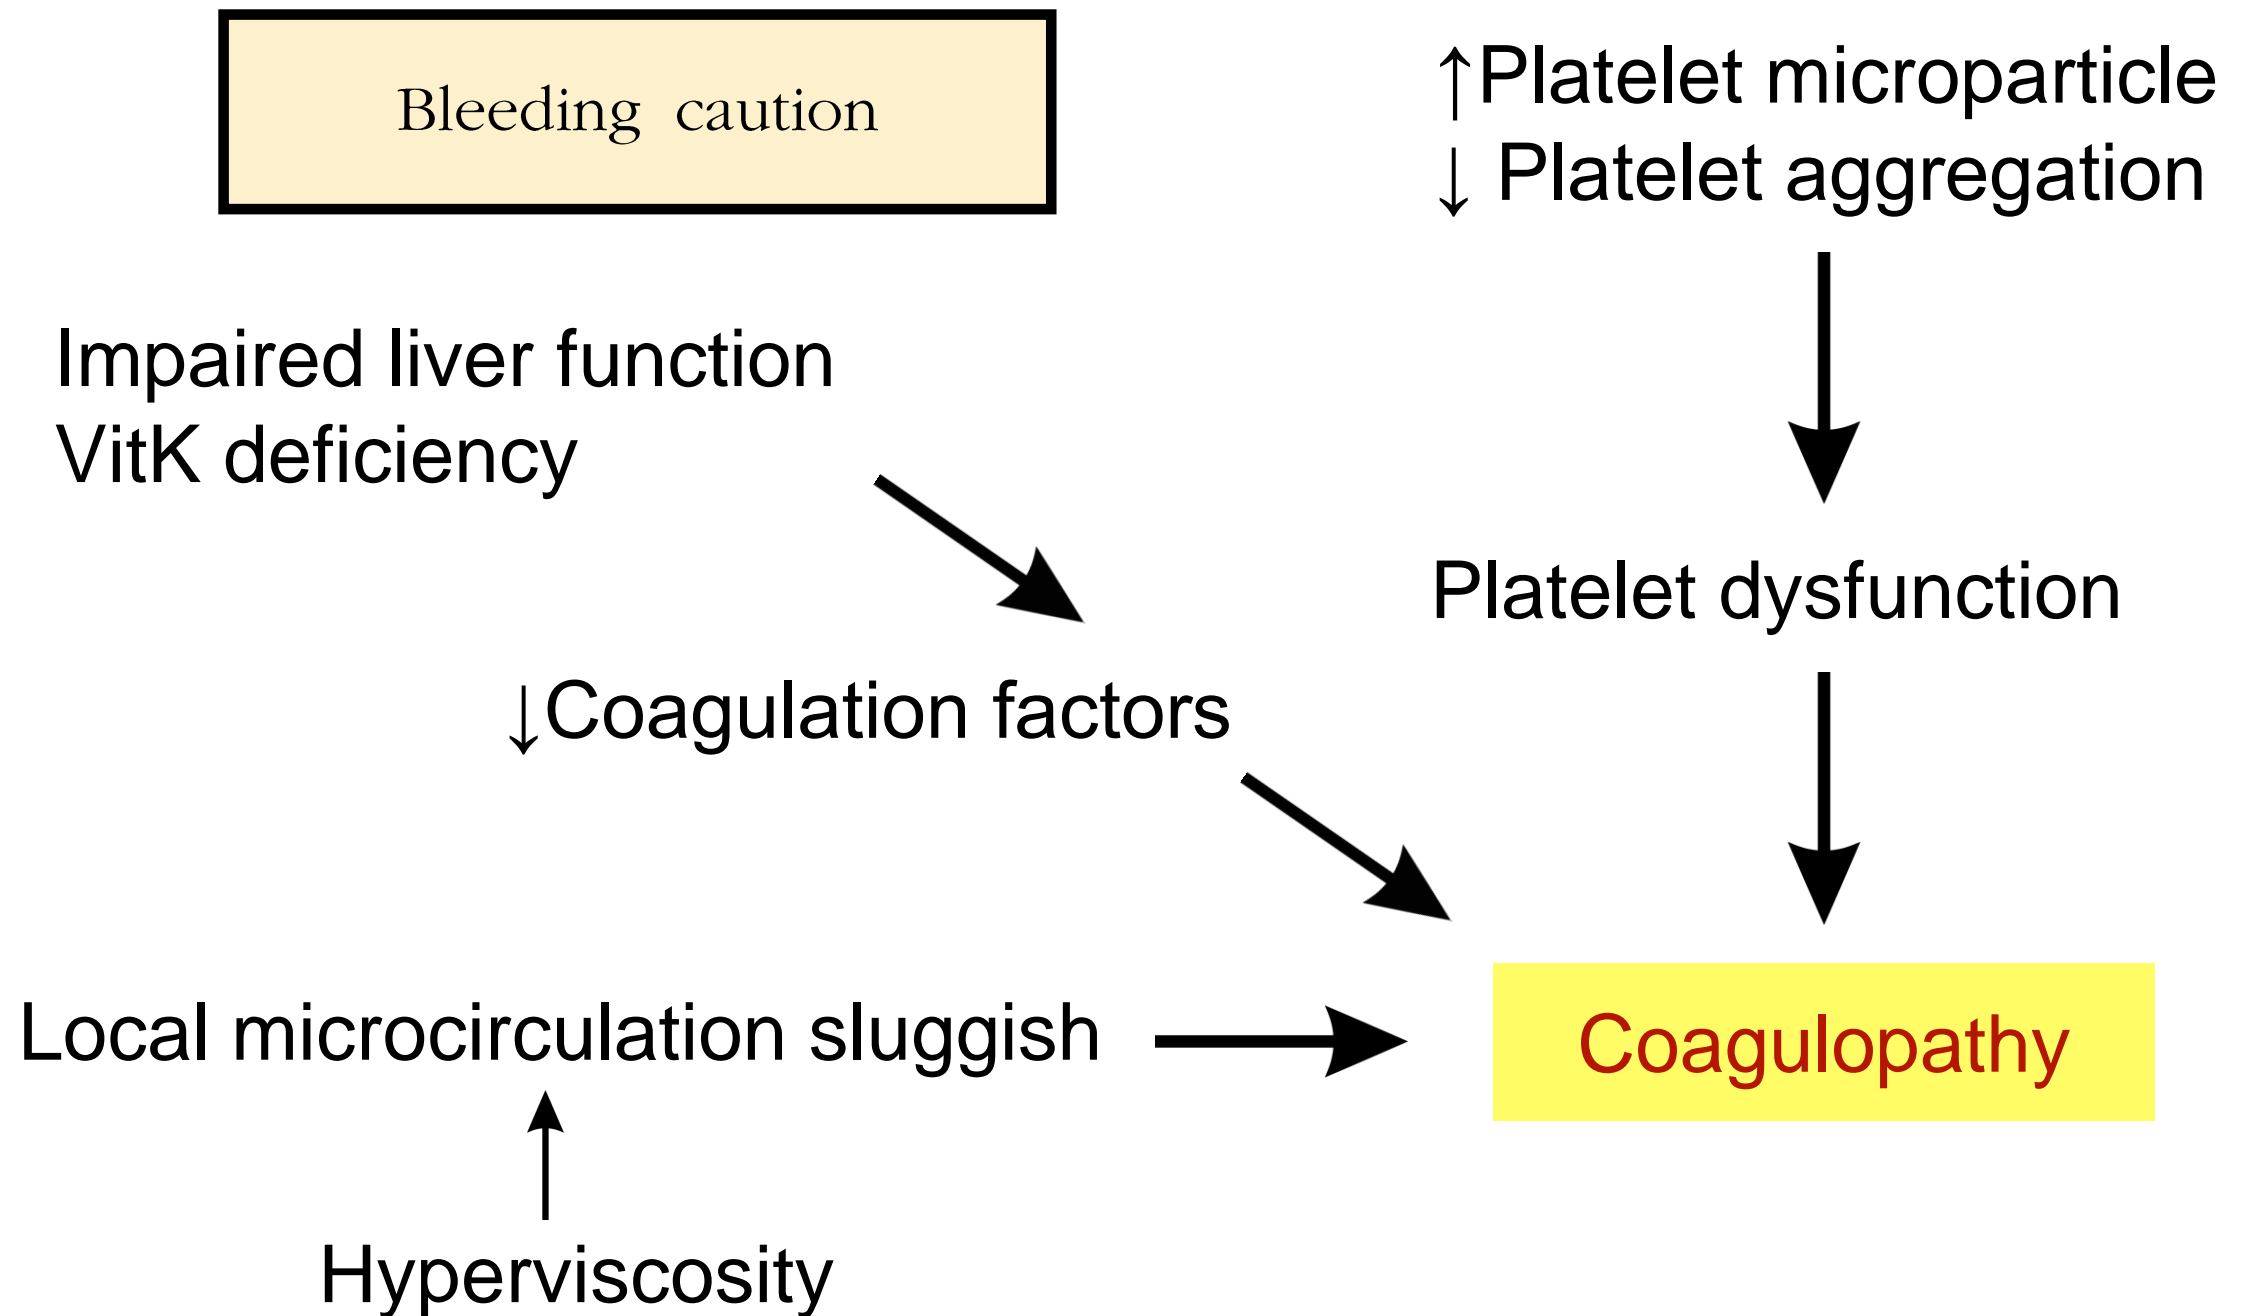 Bleeding caution
↑Platelet microparticle
↓ Platelet aggregation
Impaired liver function
VitK deficiency
Platelet dysfunction
↓Coagulation factors
Local microcirculation sluggish
Coagulopathy
Hyperviscosity